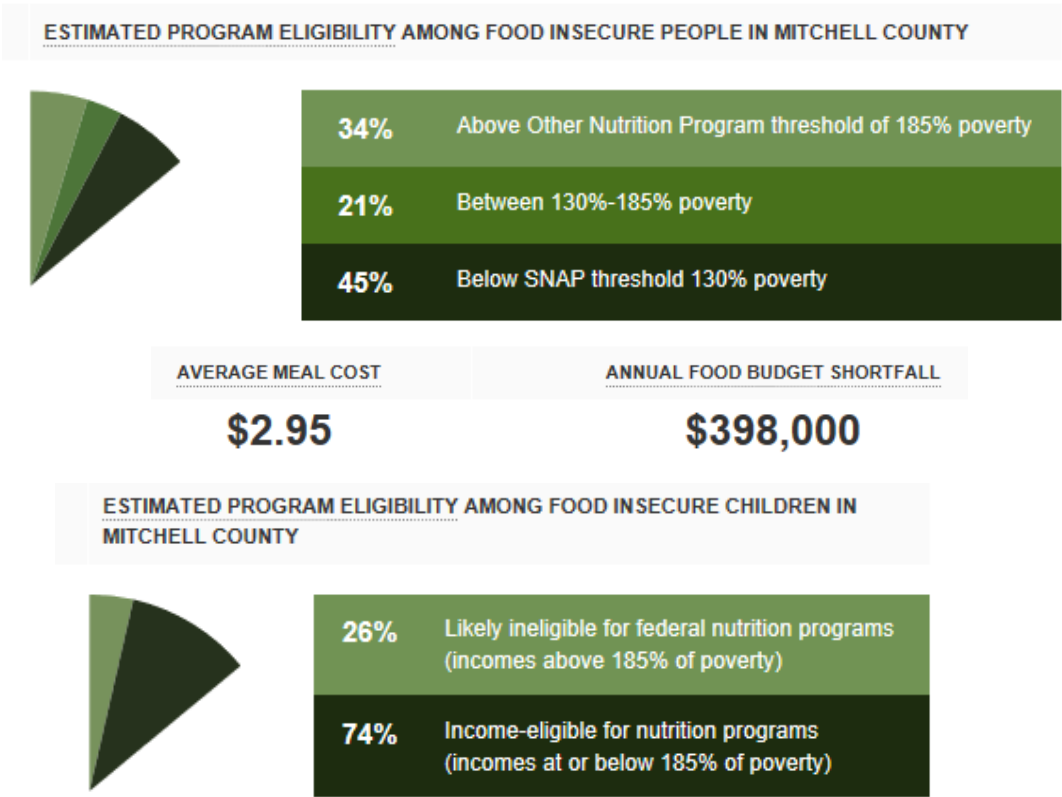 ESTIMATED PROGRAM ELIGIBILITY AMONG FOOD INSECURE PEOPLE IN MITCHELL COUNTY
34% Above Other Nutrition Program threshold of 185% poverty
21% Between 130%-185% poverty
45% Below SNAP threshold 130% poverty
AVERAGE MEAL COST ANNUAL FOOD BUDGET SHORTFALL
$2.95 $398,000
ESTIMATED PROGRAM ELIGIBILITY AMONG FOOD INSECURE CHILDREN IN
MITCHELL COUNTY
26% Likely ineligible for federal nutrition programs
(incomes above 185% of poverty)
74% Income-eligible for nutrition programs
(incomes at or below 185% of poverty)